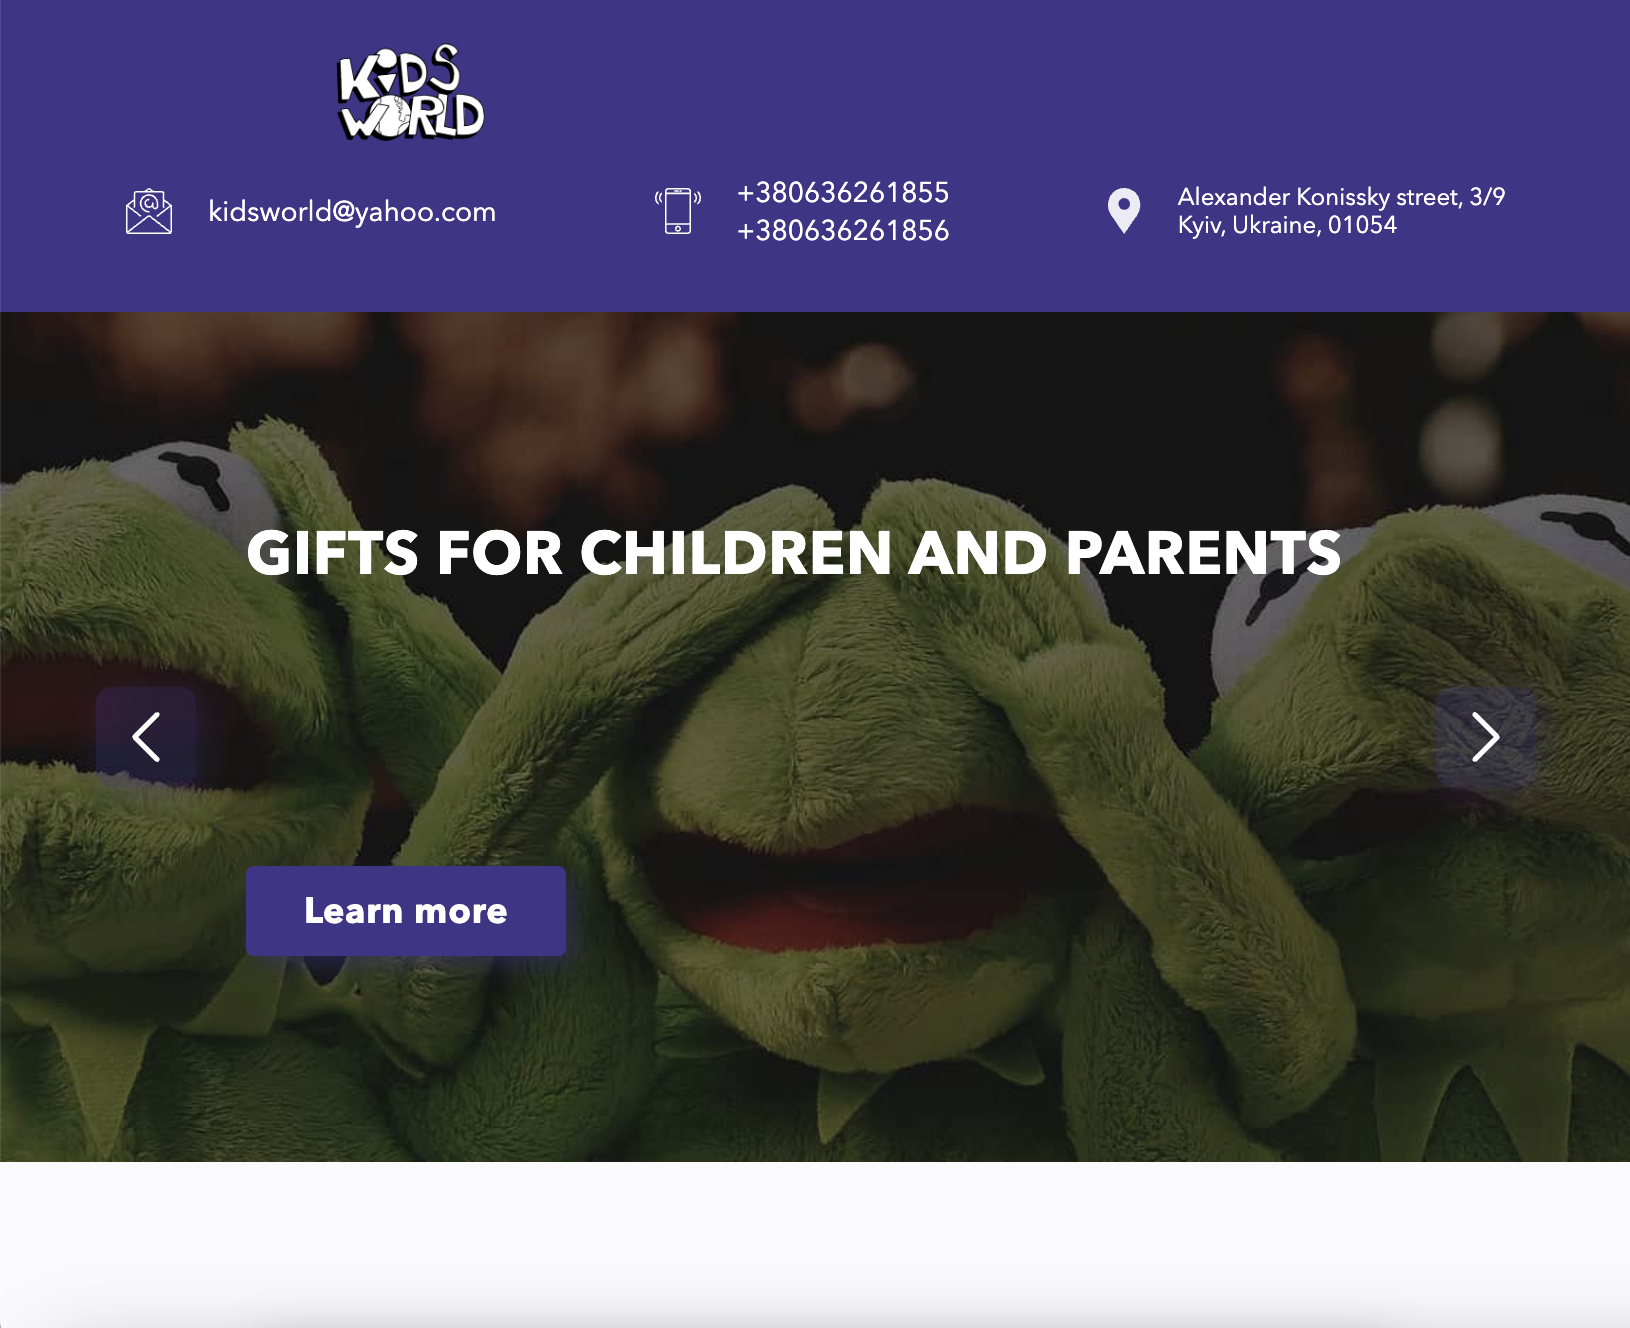 KiDS
WORLD
kidsworld@yahoo.com
+380636261855
+380636261856
Alexander Konissky street, 3/9
Kyiv, Ukraine, 01054
GIFTS FOR CHILDREN AND PARENTS
Learn more